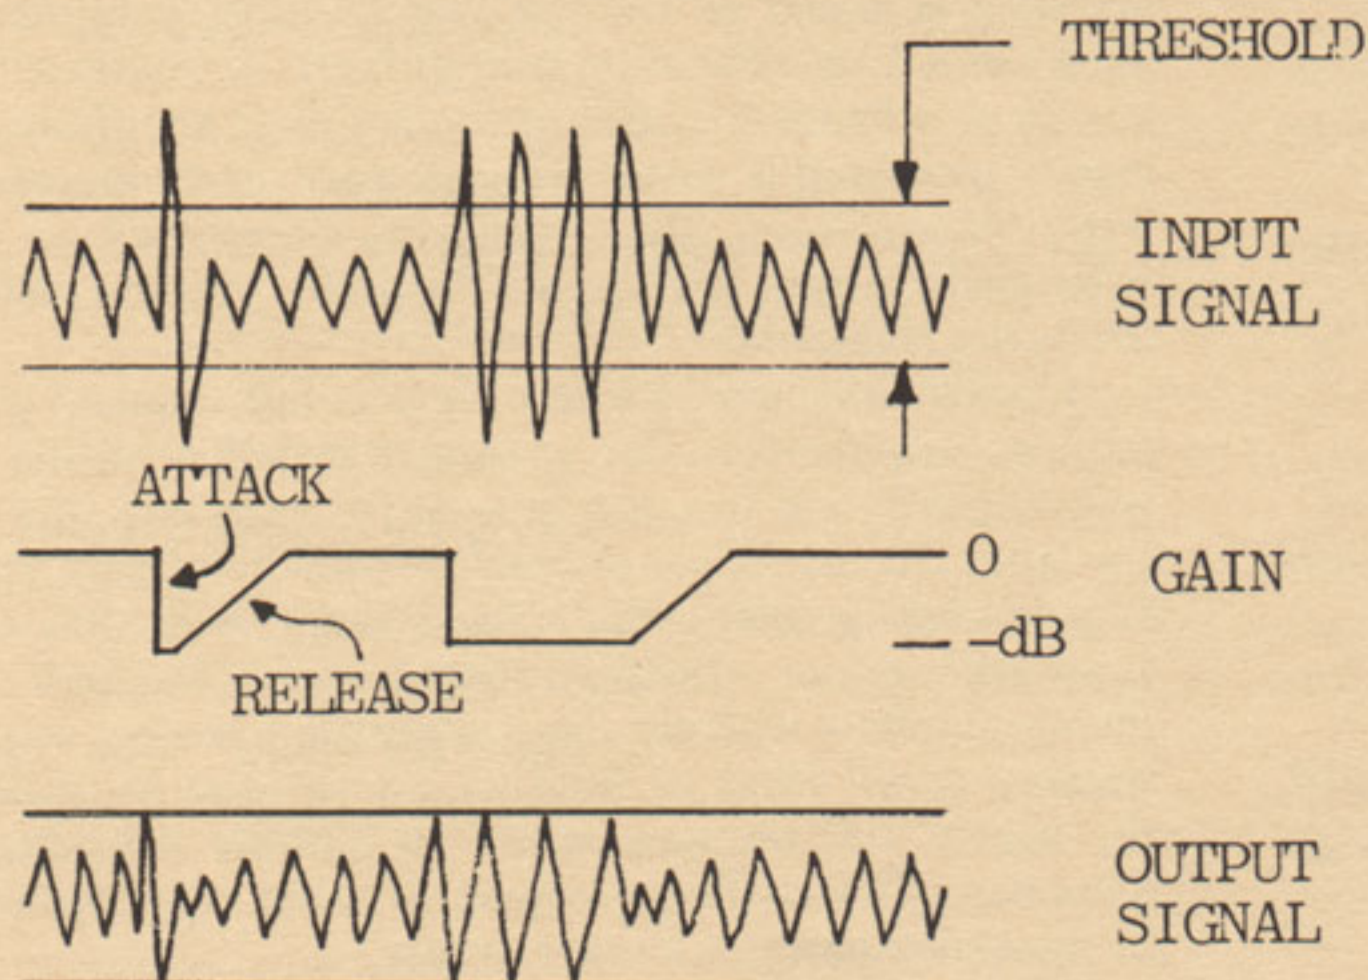 THRESHOLD
INPUT
SIGNAL
ATTACK
0
GAIN
-dB
RELEASE
OUTPUT
SIGNAL